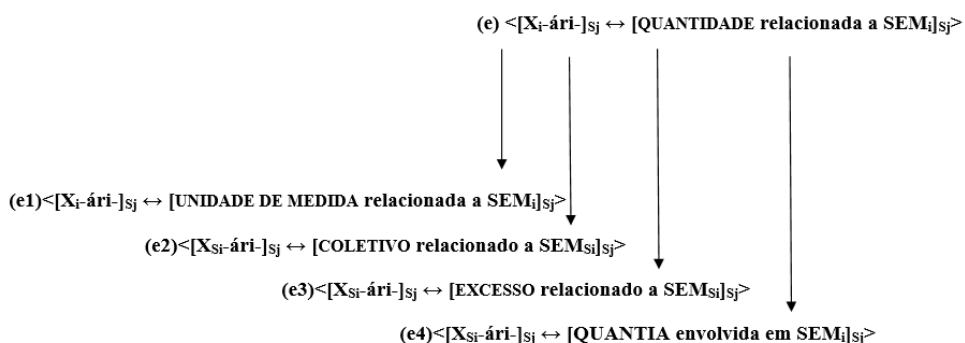 (e) <[Xi-ári-]Sj ↔ [QUANTIDADE relacionada a SEMi]Sj>
(e1)<[Xi-ári-]Sj ↔ [UNIDADE DE MEDIDA relacionada a SEMi]Sj>
(e2)<[XSi-ári-]Sj ↔ [COLETIVO relacionado a SEMSi]Sj>
(e3)<[XSi-ári-]Sj ↔ [EXCESSO relacionado a SEMSi]Sj>
(e4)<[XSi-ári-]Sj ↔ [QUANTIA envolvida em SEMi]Sj>